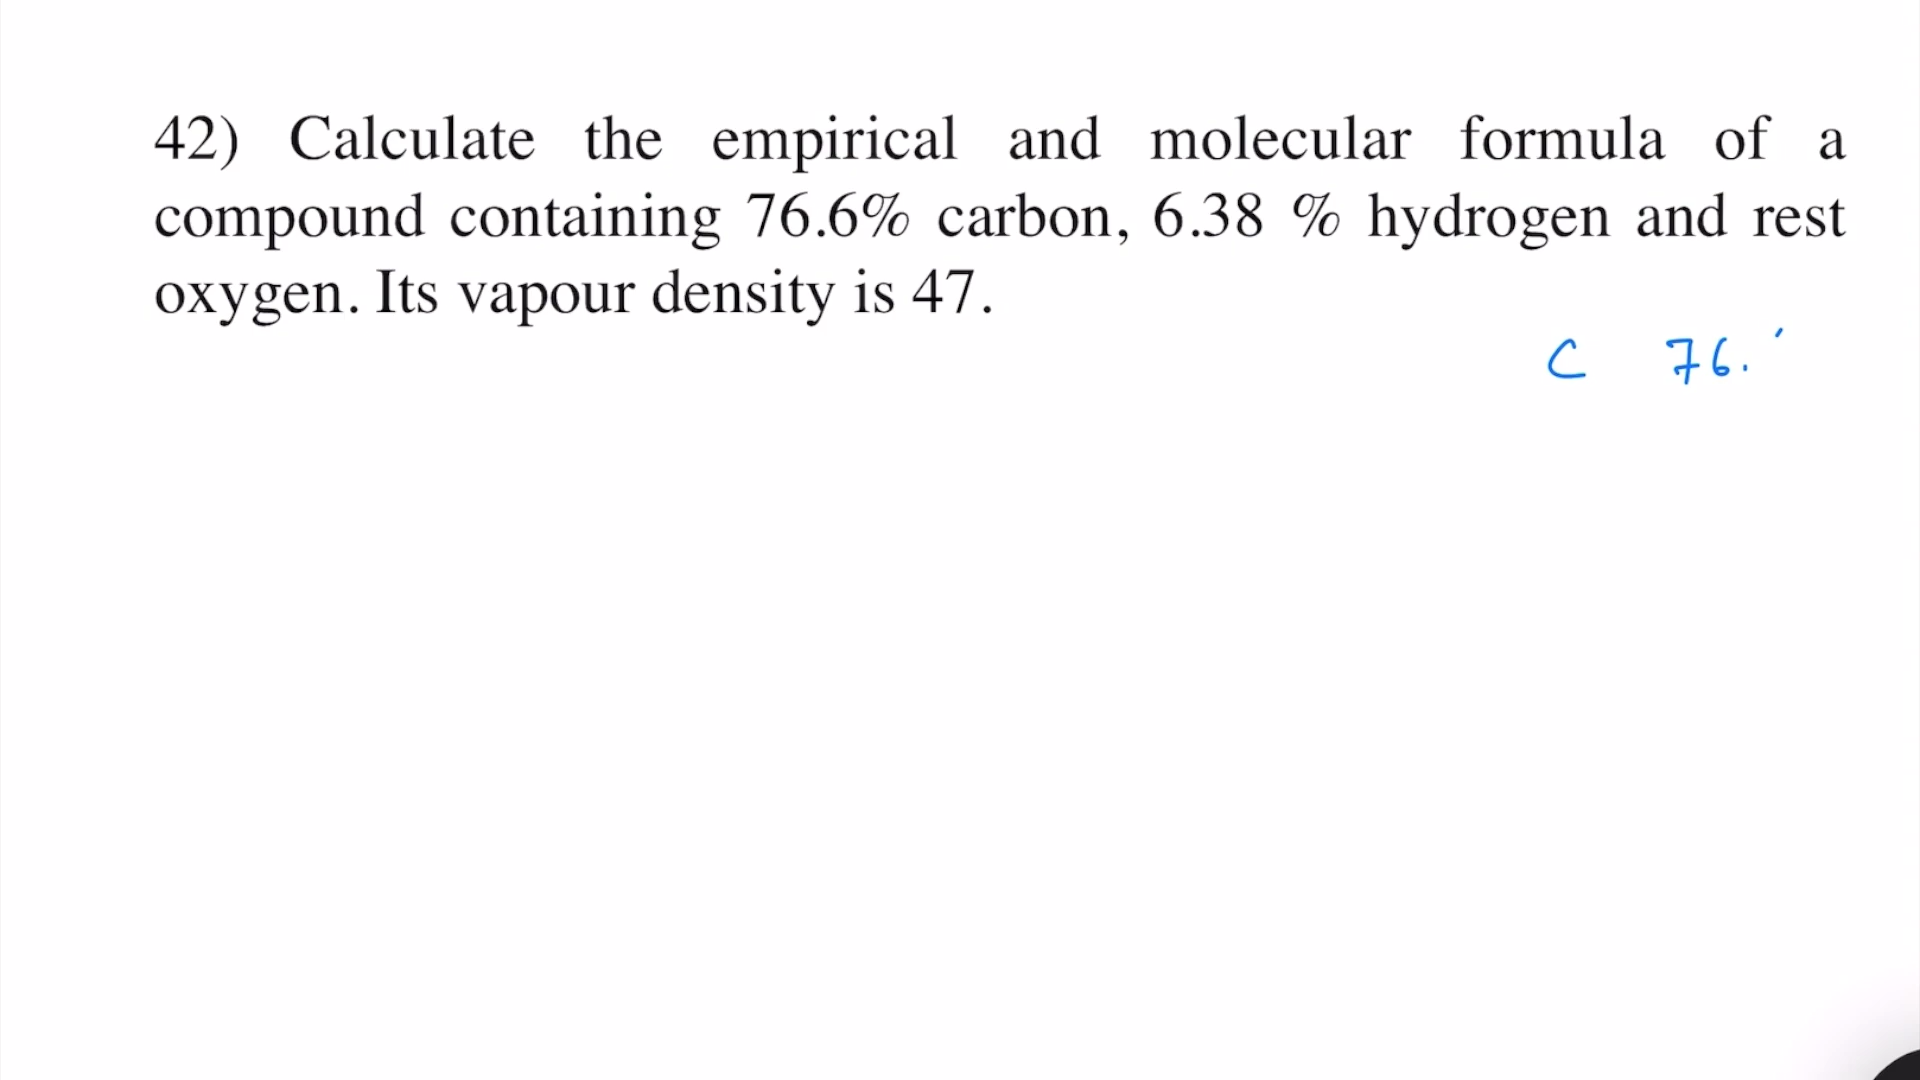 42) Calculate the empirical and molecular formula of a
compound containing 76.6% carbon, 6.38 % hydrogen and rest
oxygen. Its vapour density is 47.
C 76.